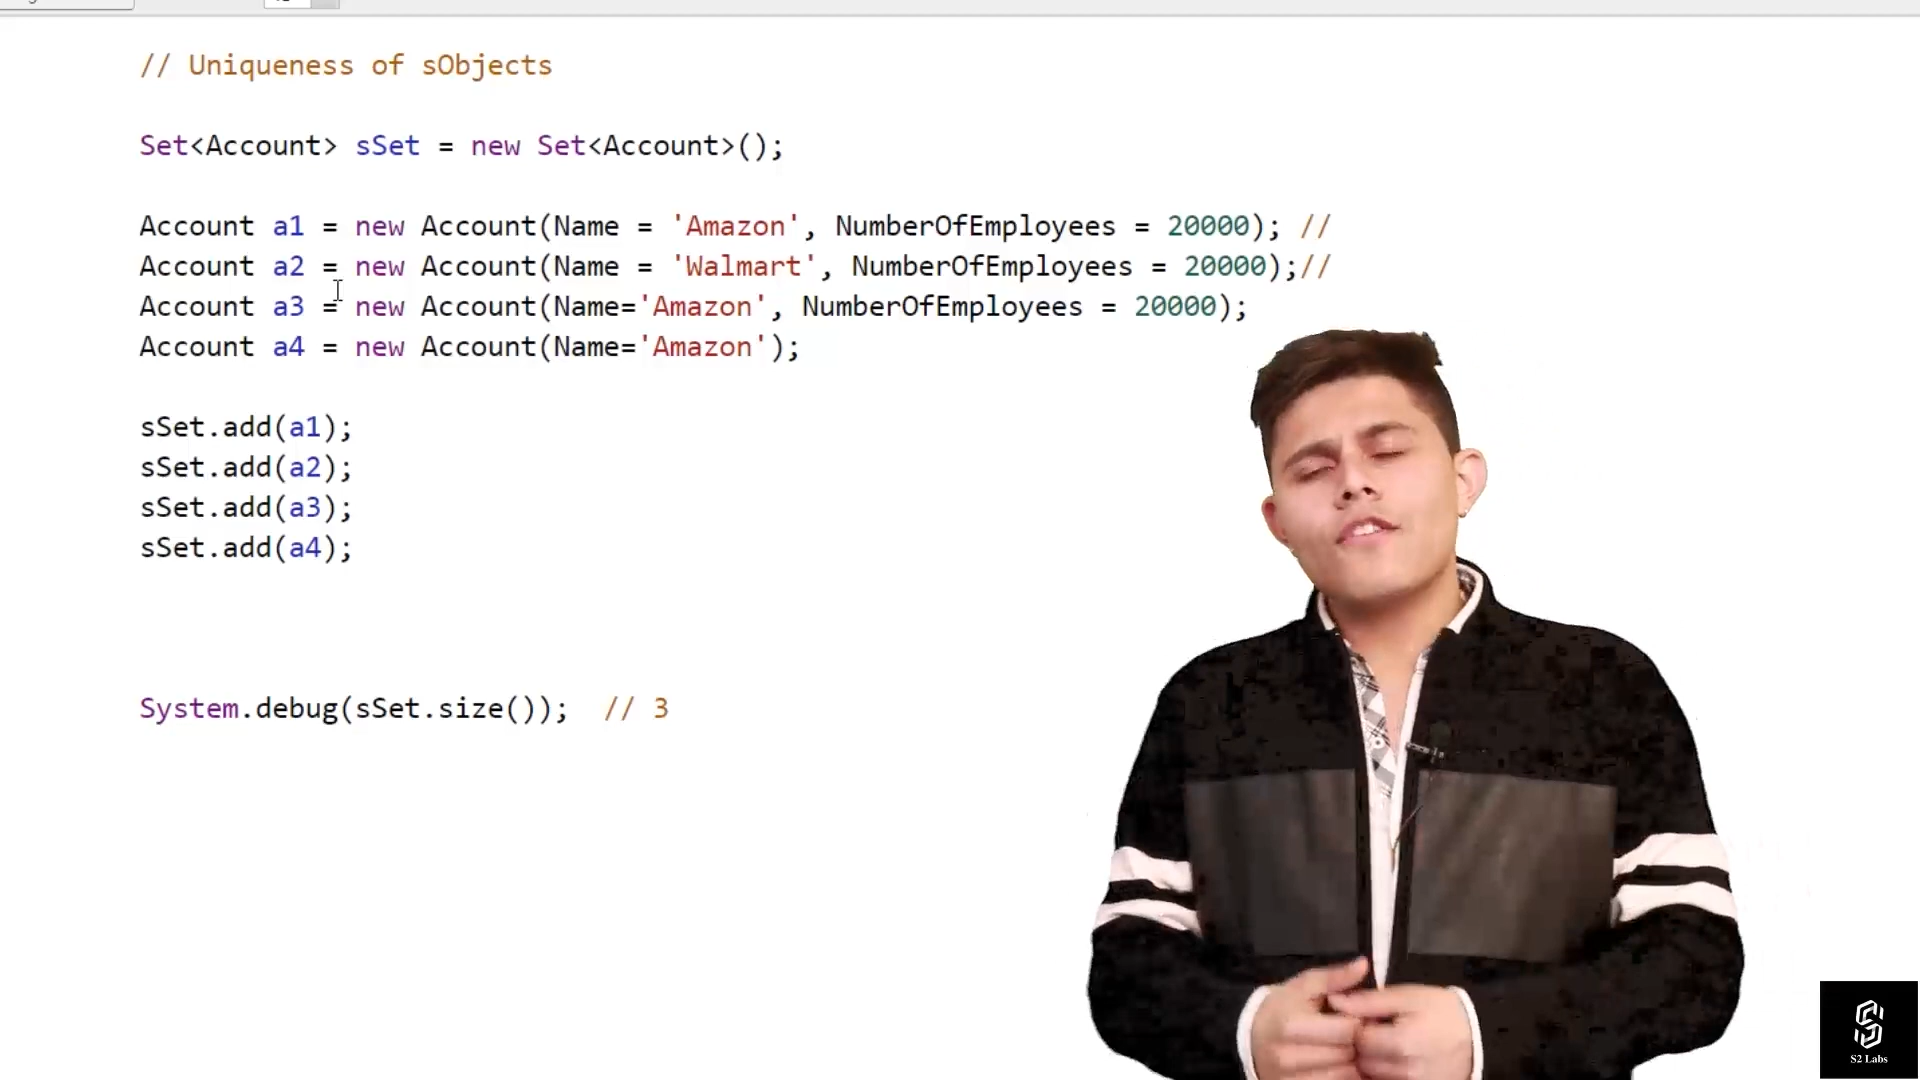 // Uniqueness of sObjects
Set<Account> sSet = new Set<Account>();
Account a1 = new Account(Name = 'Amazon', NumberOfEmployees = 20000); //
Account a2 = new Account(Name = 'Walmart', NumberOfEmployees = 20000);//
Account a3 = new Account(Name='Amazon', NumberOfEmployees = 20000);
Account a4 = new Account(Name='Amazon');
sSet.add(a1);
sSet.add(a2);
sSet.add(a3);
sSet.add(a4);
System.debug(sSet.size()); // 3
S2 Labs